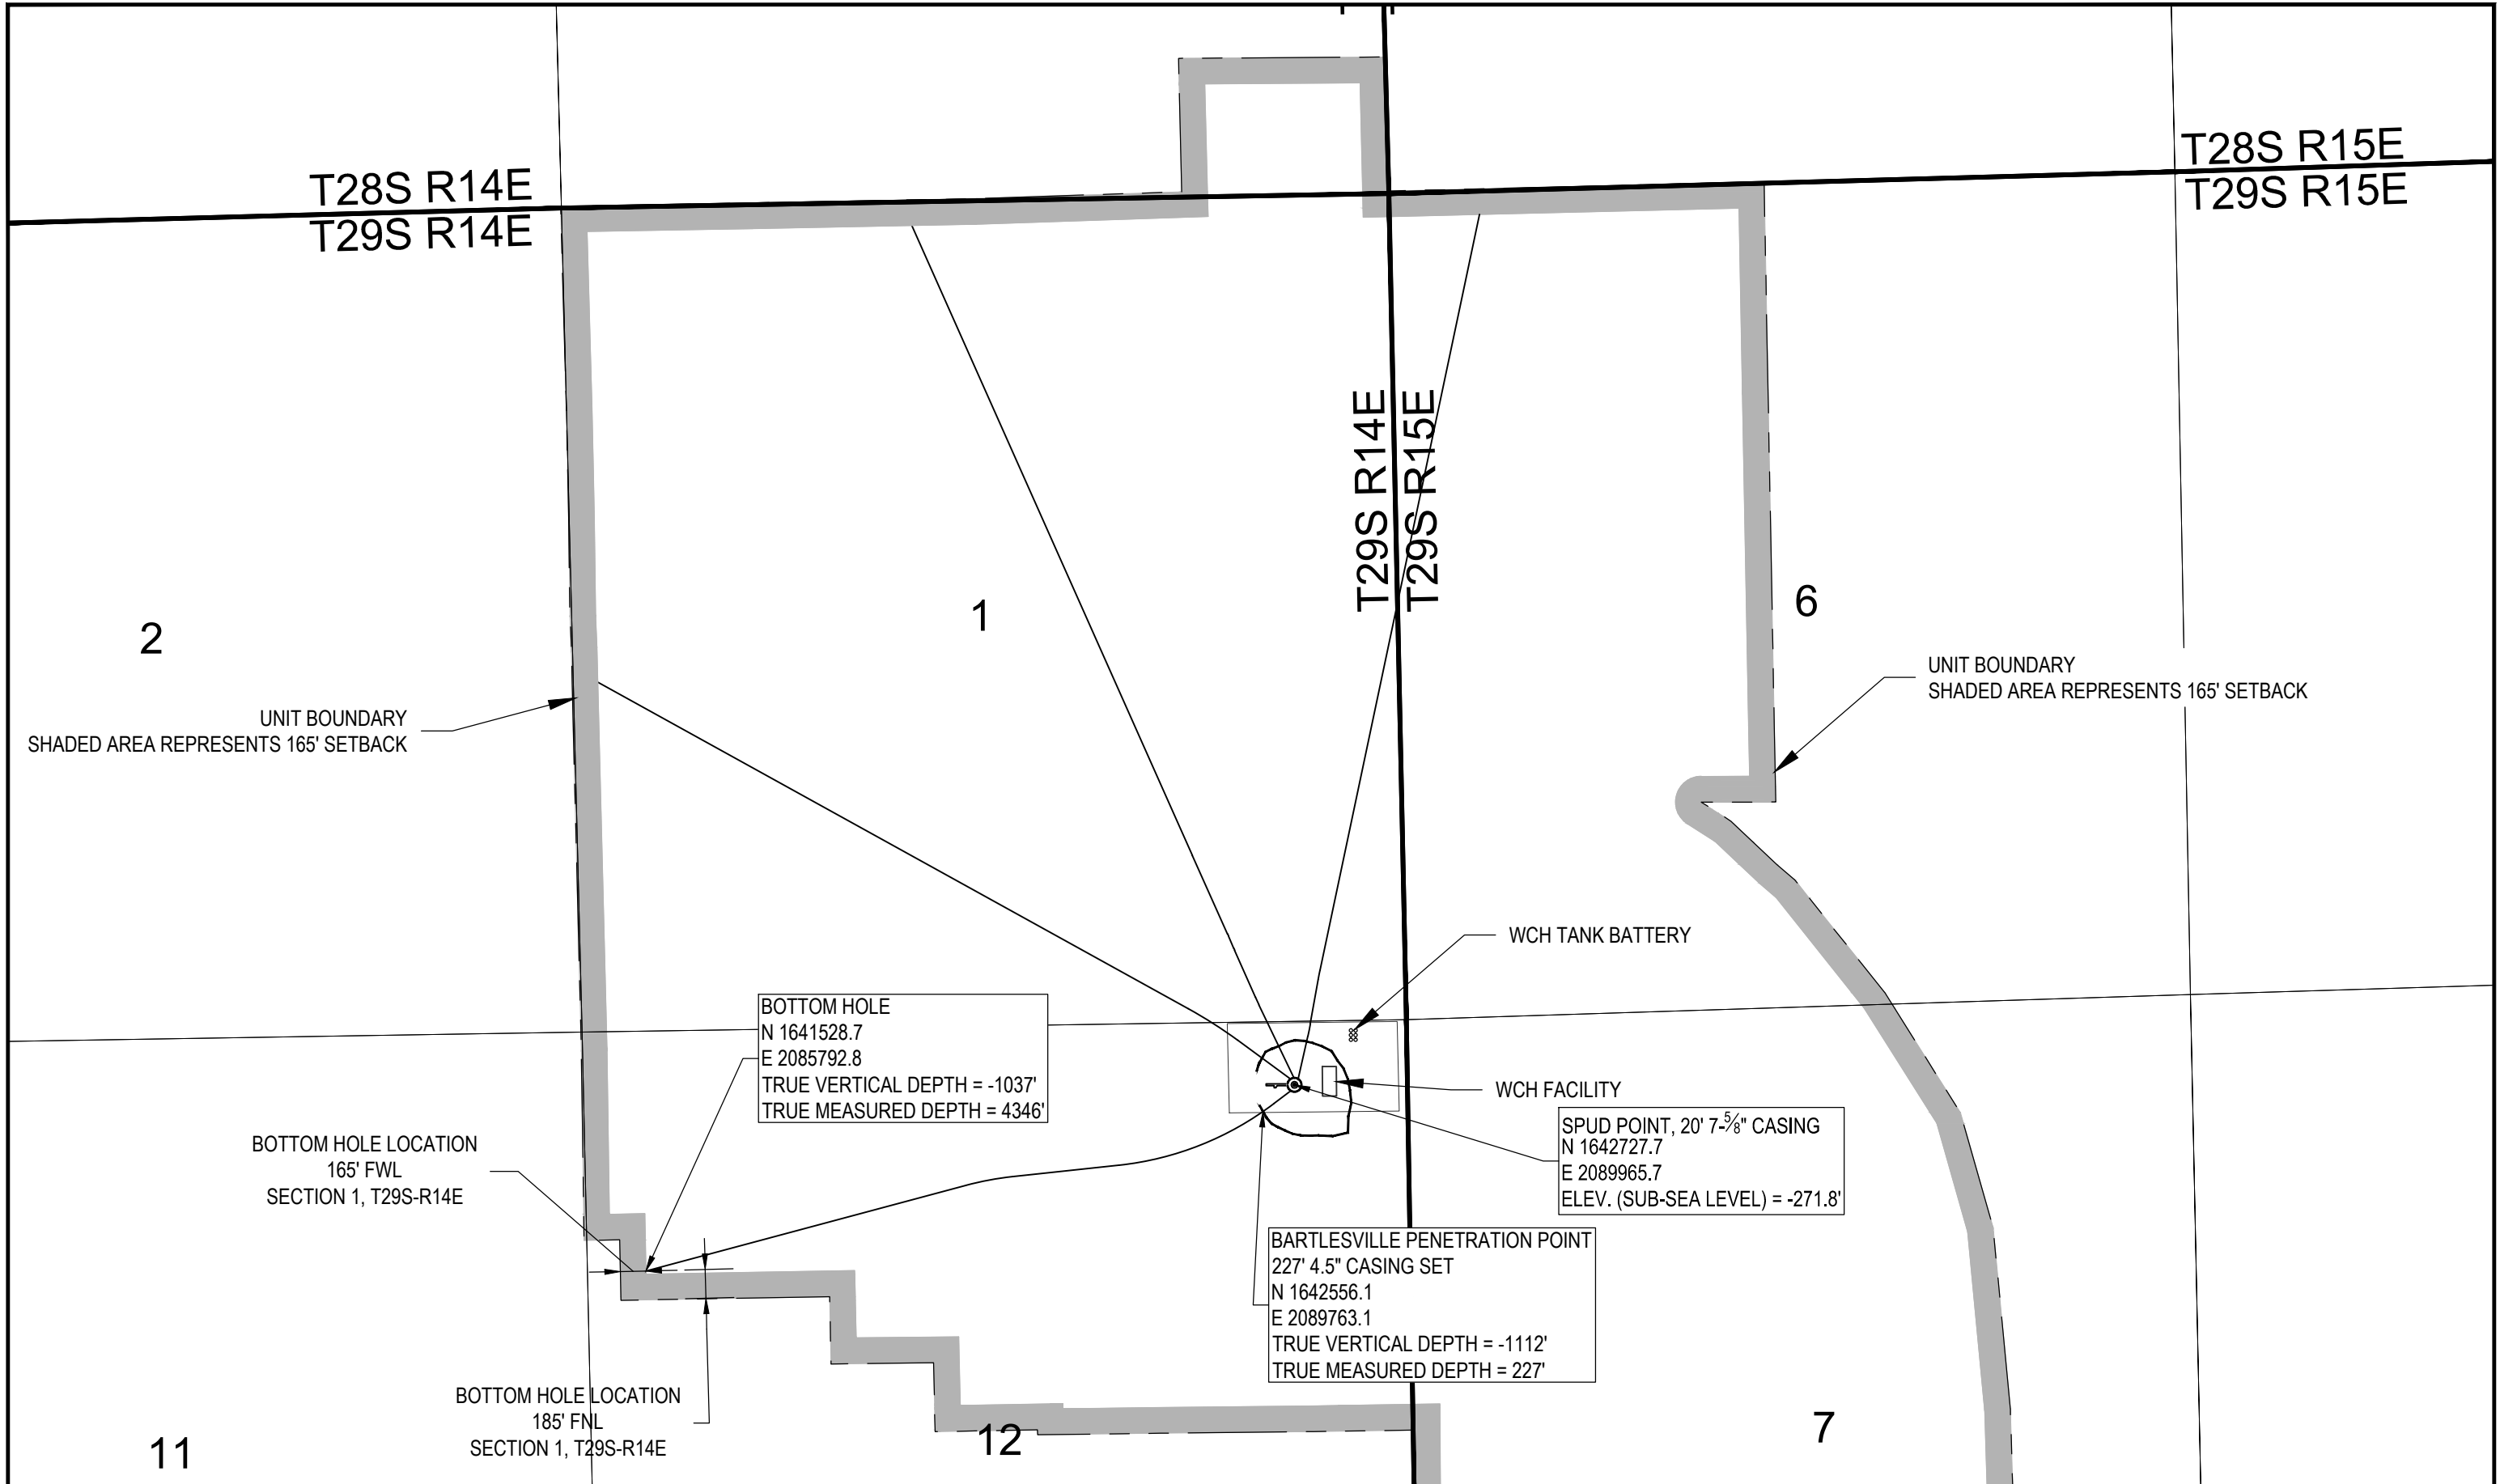 T28S R14E
T29S R14E
T28S R15E
T29S R15E
T29S R14E
T29S R15E
2
1
6
UNIT BOUNDARY
SHADED AREA REPRESENTS 165' SETBACK
UNIT BOUNDARY
SHADED AREA REPRESENTS 165' SETBACK
WCH TANK BATTERY
BOTTOM HOLE
N 1641528.7
E 2085792.8
TRUE VERTICAL DEPTH = -1037'
TRUE MEASURED DEPTH = 4346'
WCH FACILITY
SPUD POINT, 20' 7-5/8" CASING
N 1642727.7
E 2089965.7
ELEV. (SUB-SEA LEVEL) = -271.8'
BOTTOM HOLE LOCATION
165' FWL
SECTION 1, T29S-R14E
BARTLESVILLE PENETRATION POINT
227' 4.5" CASING SET
N 1642556.1
E 2089763.1
TRUE VERTICAL DEPTH = -1112'
TRUE MEASURED DEPTH = 227'
BOTTOM HOLE LOCATION
185' FNL
SECTION 1, T29S-R14E
11
12
7